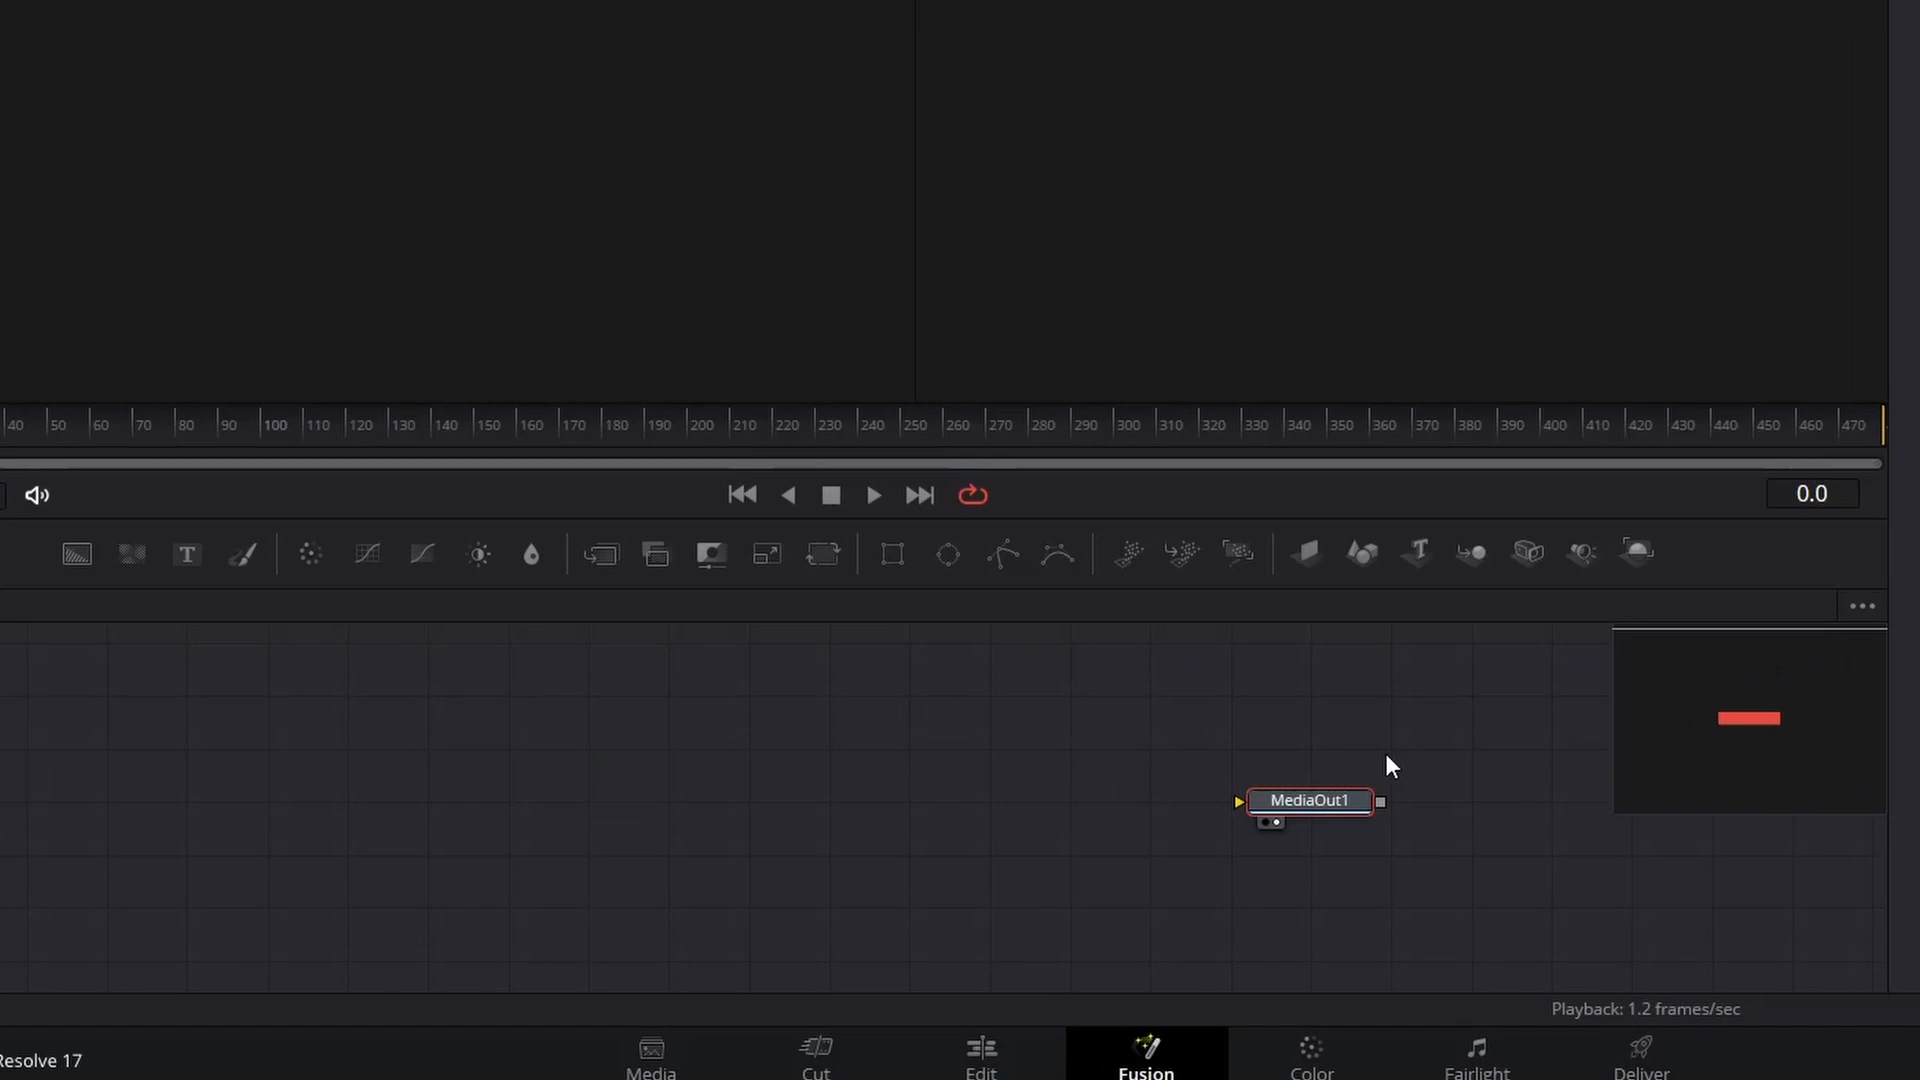 40 50 60 70 80 90 100 110 120 130 140 150 160 170 180 190 200 210 220 230 240 250 260 270 280 290 300 310 320 330 340 350 360 370 380 390 400 410 420 430 440 450 460 470
0.0
T
MediaOut1
Playback: 1.2 frames/sec
Resolve 17
Media Cut Edit Fusion Color Fairlight Deliver